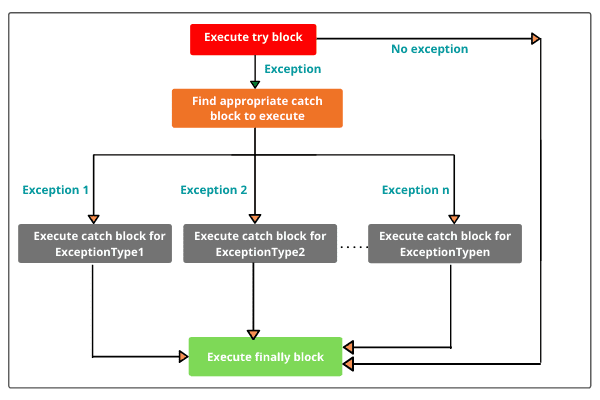 Execute try block
No exception
Exception
Find appropriate catch
block to execute
Exception 1
Exception 2
Exception n
Execute catch block for
ExceptionType1
Execute catch block for
ExceptionType2
.....
Execute catch block for
ExceptionTypen
Execute finally block